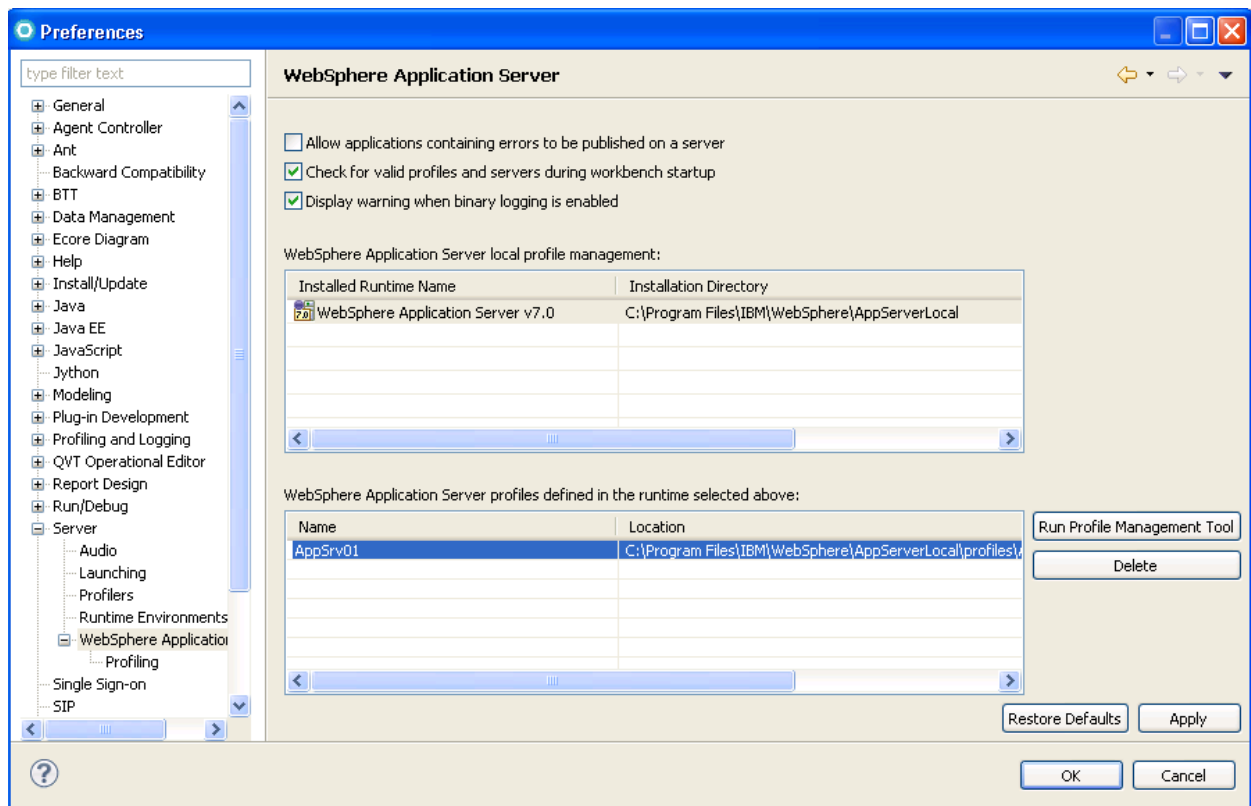 Preferences
type filter text
General
Agent Controller
Ant
Backward Compatibility
BTT
Data Management
Ecore Diagram
Help
Install/Update
Java
Java EE
JavaScript
Jython
Modeling
Plug-in Development
Profiling and Logging
QVT Operational Editor
Report Design
Run/Debug
Server
Audio
Launching
Profilers
Runtime Environments
WebSphere Application
Profiling
Single Sign-on
SIP
WebSphere Application Server
Allow applications containing errors to be published on a server
Check for valid profiles and servers during workbench startup
Display warning when binary logging is enabled
WebSphere Application Server local profile management:
Installed Runtime Name Installation Directory
7.0 WebSphere Application Server v7.0 C:\Program Files\IBM\WebSphere\AppServerLocal
WebSphere Application Server profiles defined in the runtime selected above:
Name Location
AppSrv01 C:\Program Files\IBM\WebSphere\AppServerLocal\profiles\
Run Profile Management Tool
Delete
Restore Defaults Apply
? OK Cancel